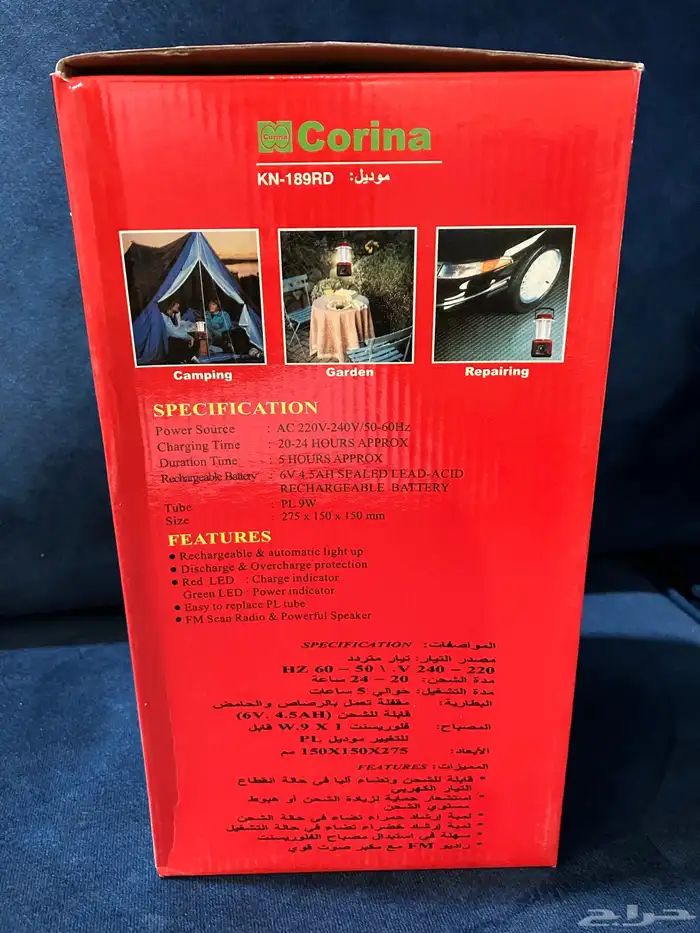 Corina
Corina
KN-189RD موديل:
Camping
Garden
Repairing
SPECIFICATION
Power Source : AC 220V-240V/50-60Hz
Charging Time : 20-24 HOURS APPROX
Duration Time : 5 HOURS APPROX
Rechargeable Battery : 6V 4.5AH SEALED LEAD-ACID
RECHARGEABLE BATTERY
Tube : PL 9W
Size : 275 x 150 x 150 mm
FEATURES
• Rechargeable & automatic light up
• Discharge & Overcharge protection
• Red LED : Charge indicator
Green LED : Power indicator
• Easy to replace PL tube
• FM Scan Radio & Powerful Speaker
المواصفات: SPECIFICATION
مصدر التيار: تيار متردد
220 – 240 V. \ 50 – 60 HZ
مدة الشحن: 20 – 24 ساعة
مدة التشغيل: حوالي 5 ساعات
البطارية: مقفلة تعمل بالرصاص والحامض
قابلة للشحن (6V. 4.5AH)
المصباح: فلوريسنت 1 X W.9 قابل
للتغيير موديل PL
الأبعاد: 150X150X275 مم
المميزات: FEATURES
* قابلة للشحن وتضاء آليا في حالة انقطاع
التيار الكهربي
* استشعار حماية لزيادة الشحن أو هبوط
مستوى الشحن
* لمبة إرشاد حمراء تضاء في حالة الشحن
* لمبة إرشاد خضراء تضاء في حالة التشغيل
* سهلة في استبدال مصباح الفلوريسنت
* راديو FM مع مكبر صوت قوي
حراج